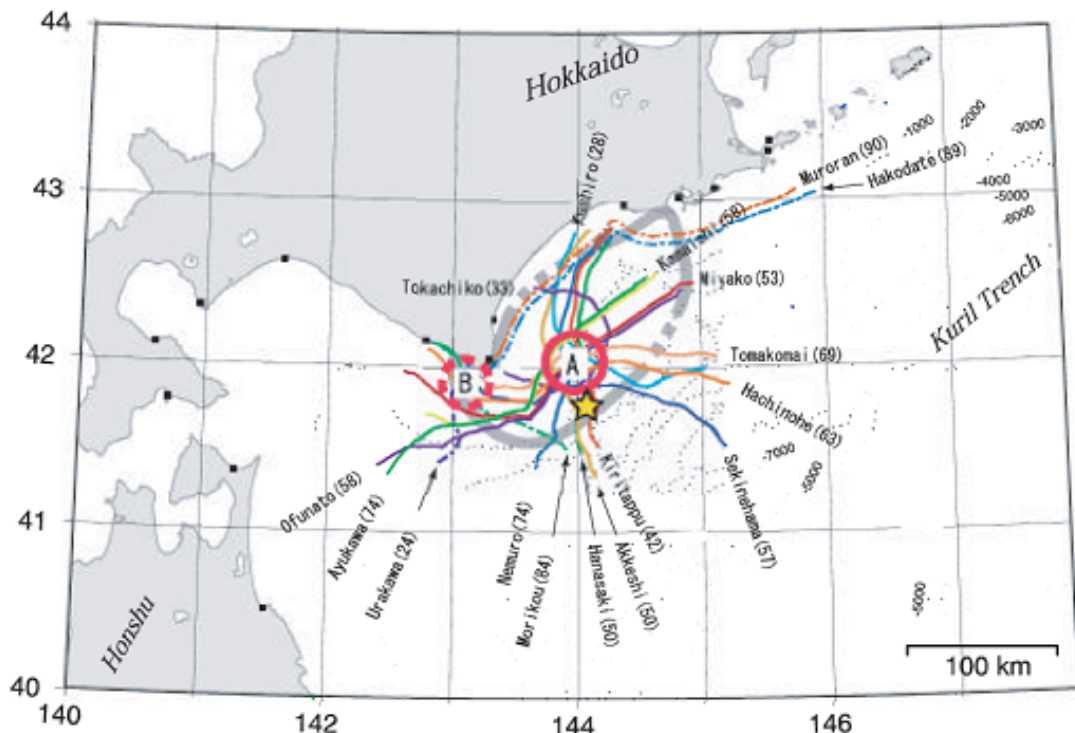 44
43
42
41
40
140
142
144
146
Hokkaido
Honshu
Kuril Trench
Kushiro(28)
Muroran(90)
Hakodate(89)
Kamaishi(58)
Miyako(53)
Tokachiko(33)
Tomakomai(69)
Hachinohe(63)
Sekinehama(57)
Kiritappu(42)
Akkeshi(50)
Hanasaki(50)
Morikou(84)
Nemuro(74)
Urakawa(24)
Ayukawa(74)
Ofunato(58)
A
B
-1000
-2000
-3000
-4000
-5000
-6000
-7000
-5000
100 km